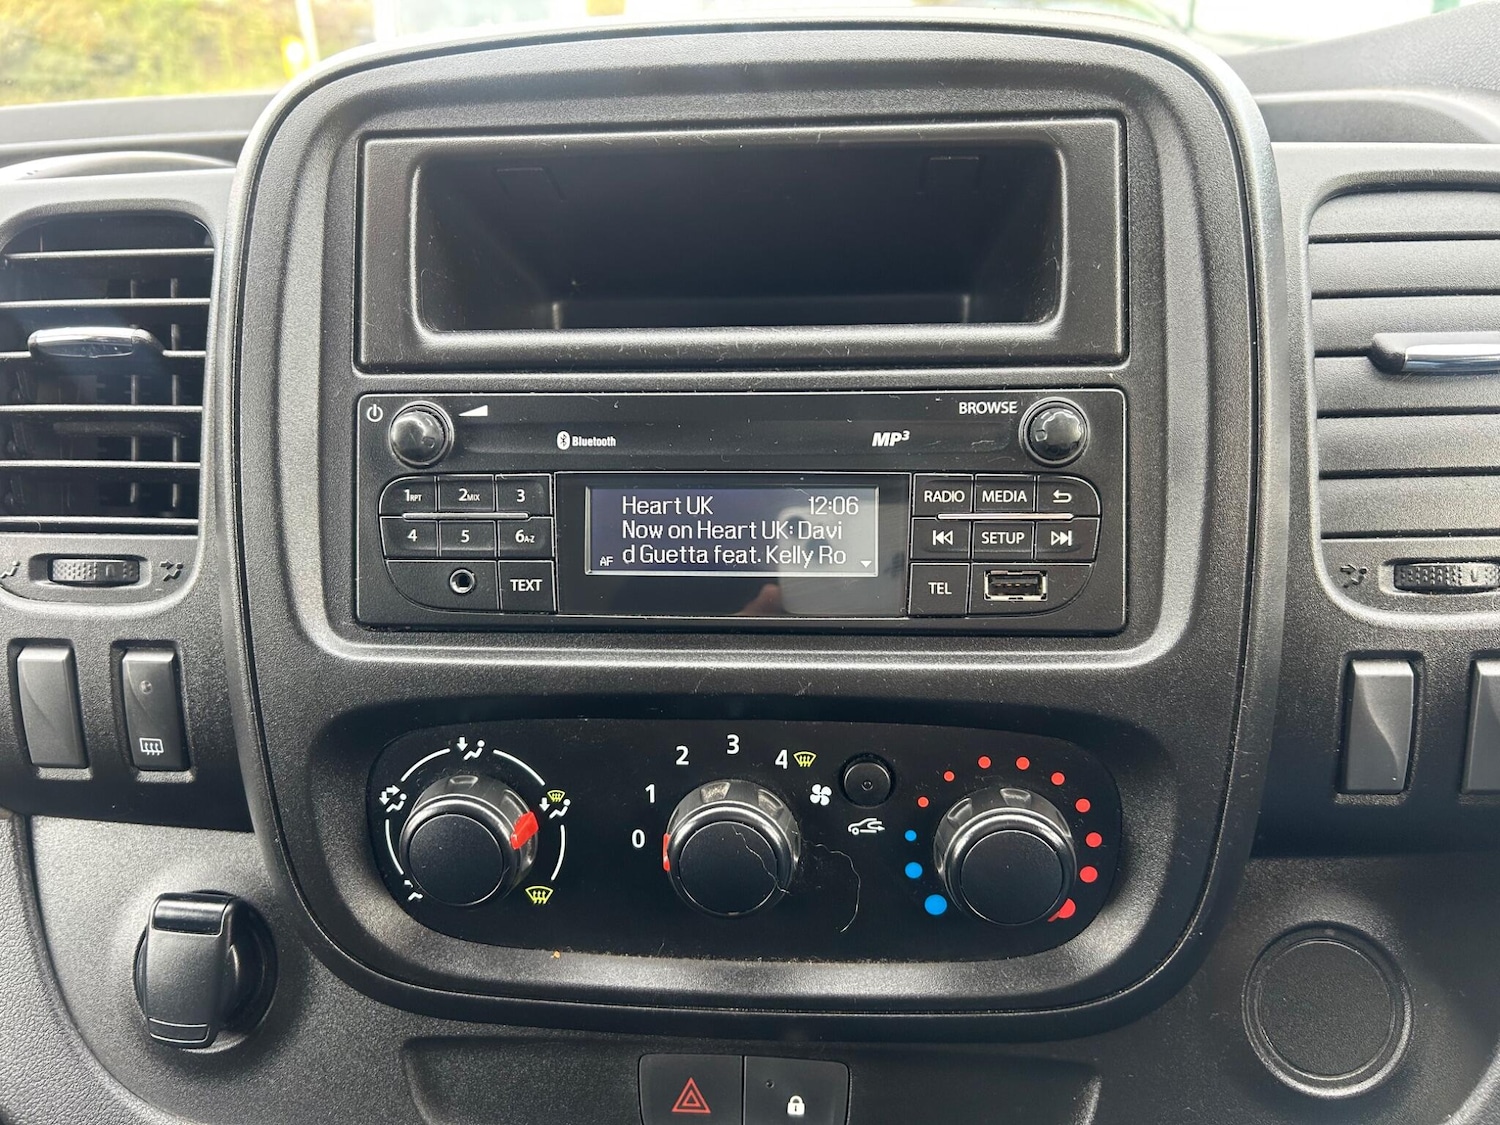 BROWSE
Bluetooth
MP3
1RPT
2MIX
3
RADIO
MEDIA
Heart UK 12:06
Now on Heart UK: Davi
d Guetta feat. Kelly Ro
AF
4
5
6A-Z
SETUP
TEXT
TEL
0
1
2
3
4